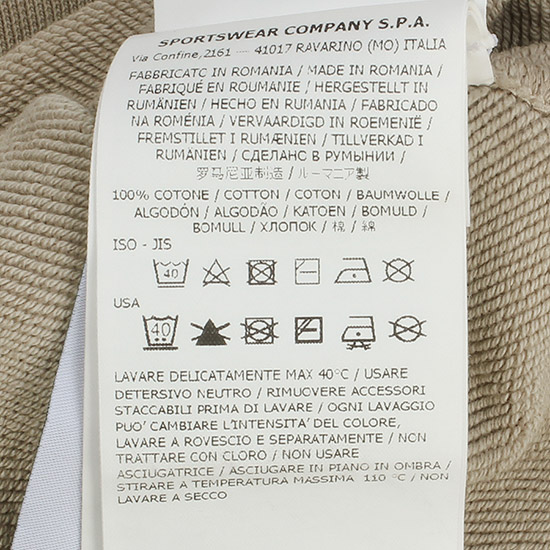 SPORTSWEAR COMPANY S.P.A.
Via Confine, 2161 - 41017 RAVARINO (MO) ITALIA
FABBRICATO IN ROMANIA / MADE IN ROMANIA /
FABRIQUÉ EN ROUMANIE / HERGESTELLT IN
RUMÄNIEN / HECHO EN RUMANIA / FABRICADO
NA ROMÉNIA / VERVAARDIGD IN ROEMENIË /
FREMSTILLET I RUMÆNIEN / TILLVERKAD I
RUMÄNIEN / СДЕЛАНО В РУМЫНИИ /
罗马尼亚制造 / ルーマニア製
100% COTONE / COTTON / COTON / BAUMWOLLE /
ALGODÓN / ALGODÃO / KATOEN / BOMULD /
BOMULL / ХЛОПОК / 棉 / 綿
ISO - JIS
40
USA
40
LAVARE DELICATAMENTE MAX 40°C / USARE
DETERSIVO NEUTRO / RIMUOVERE ACCESSORI
STACCABILI PRIMA DI LAVARE / OGNI LAVAGGIO
PUO' CAMBIARE L'INTENSITA' DEL COLORE,
LAVARE A ROVESCIO E SEPARATAMENTE / NON
TRATTARE CON CLORO / NON USARE
ASCIUGATRICE / ASCIUGARE IN PIANO IN OMBRA /
STIRARE A TEMPERATURA MASSIMA 110 °C / NON
LAVARE A SECCO